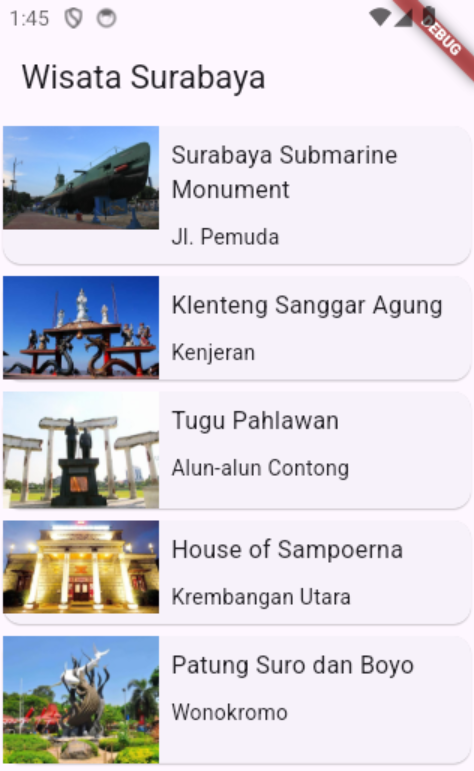 1:45
DEBUG
Wisata Surabaya
Surabaya Submarine
Monument
Jl. Pemuda
Klenteng Sanggar Agung
Kenjeran
Tugu Pahlawan
Alun-alun Contong
House of Sampoerna
Krembangan Utara
Patung Suro dan Boyo
Wonokromo